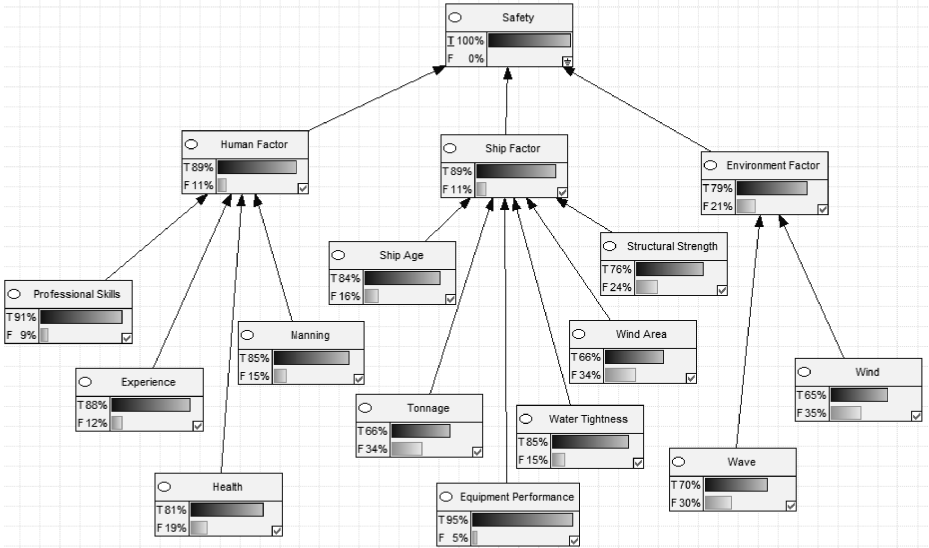 Safety
T 100%
F 0%
Human Factor
T 89%
F 11%
Ship Factor
T 89%
F 11%
Environment Factor
T 79%
F 21%
Ship Age
T 84%
F 16%
Structural Strength
T 76%
F 24%
Professional Skills
T 91%
F 9%
Manning
T 85%
F 15%
Wind Area
T 66%
F 34%
Experience
T 88%
F 12%
Wind
T 65%
F 35%
Tonnage
T 66%
F 34%
Water Tightness
T 85%
F 15%
Wave
T 70%
F 30%
Health
T 81%
F 19%
Equipment Performance
T 95%
F 5%